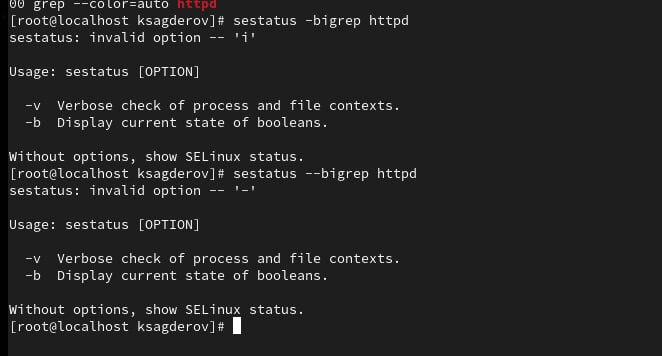 00 grep --color=auto httpd
[root@localhost ksagderov]# sestatus -bigrep httpd
sestatus: invalid option -- 'i'
Usage: sestatus [OPTION]
-v  Verbose check of process and file contexts.
-b  Display current state of booleans.
Without options, show SELinux status.
[root@localhost ksagderov]# sestatus --bigrep httpd
sestatus: invalid option -- '-'
Usage: sestatus [OPTION]
-v  Verbose check of process and file contexts.
-b  Display current state of booleans.
Without options, show SELinux status.
[root@localhost ksagderov]#